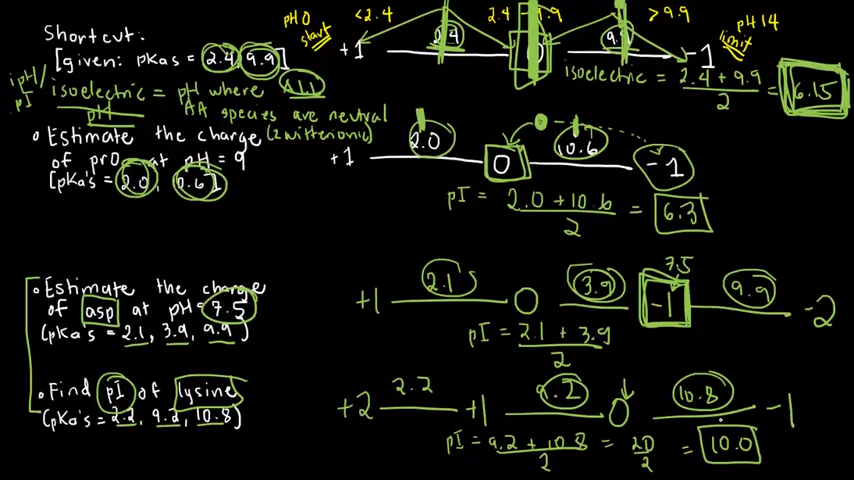 pH 0
start
<2.4
2.4 - 9.9
>9.9
pH 14
limit
Shortcut:
[given: pkas = 2.4, 9.9]
+1 2.4 0 9.9 -1
isoelectric = 2.4 + 9.9 / 2 = 6.15
ipH/
pI
isoelectric = pH where ALL
pH
AA species are neutral
(zwitterionic)
• Estimate the charge
of pro at pH = 9
[pKa's = 2.0, 10.6]
+1 2.0 0 10.6 -1
pI = 2.0 + 10.6 / 2 = 6.3
• Estimate the charge
of asp at pH = 7.5
(pKa's = 2.1, 3.9, 9.9)
7.5
+1 2.1 0 3.9 -1 9.9 -2
pI = 2.1 + 3.9 / 2
• Find pI of lysine
(pKa's = 2.2, 9.2, 10.8)
+2 2.2 +1 9.2 0 10.8 -1
pI = 9.2 + 10.8 / 2 = 20 / 2 = 10.0